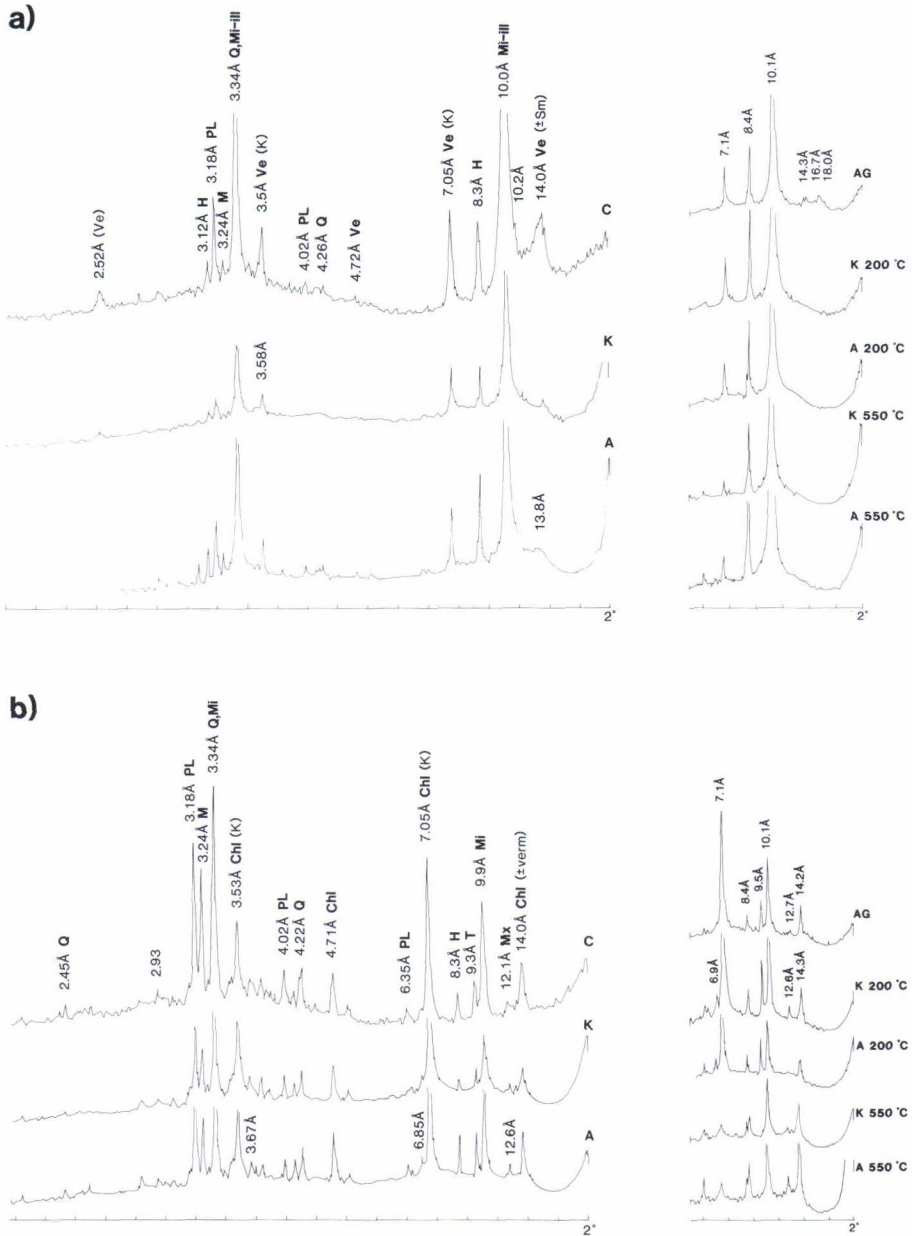 a)
2.52Å (Ve)
3.12Å H
3.18Å PL
3.24Å M
3.34Å Q,Mi-ill
3.5Å Ve (K)
4.02Å PL
4.26Å Q
4.72Å Ve
7.05Å Ve (K)
8.3Å H
10.0Å Mi-ill
10.2Å
14.0Å Ve (±Sm)
C
3.58Å
K
13.8Å
A
2°
7.1Å
8.4Å
10.1Å
14.3Å
16.7Å
18.0Å
AG
K 200 °C
A 200 °C
K 550 °C
A 550 °C
2°
b)
2.45Å Q
2.93
3.18Å PL
3.24Å M
3.34Å Q,Mi
3.53Å Chl (K)
4.02Å PL
4.22Å Q
4.71Å Chl
6.35Å PL
7.05Å Chl (K)
8.3Å H
9.3Å T
9.9Å Mi
12.1Å Mx
14.0Å Chl (±verm)
C
K
3.67Å
6.85Å
12.6Å
A
2°
7.1Å
8.4Å
9.5Å
10.1Å
12.7Å
14.2Å
AG
6.9Å
12.6Å
14.3Å
K 200 °C
A 200 °C
K 550 °C
A 550 °C
2°